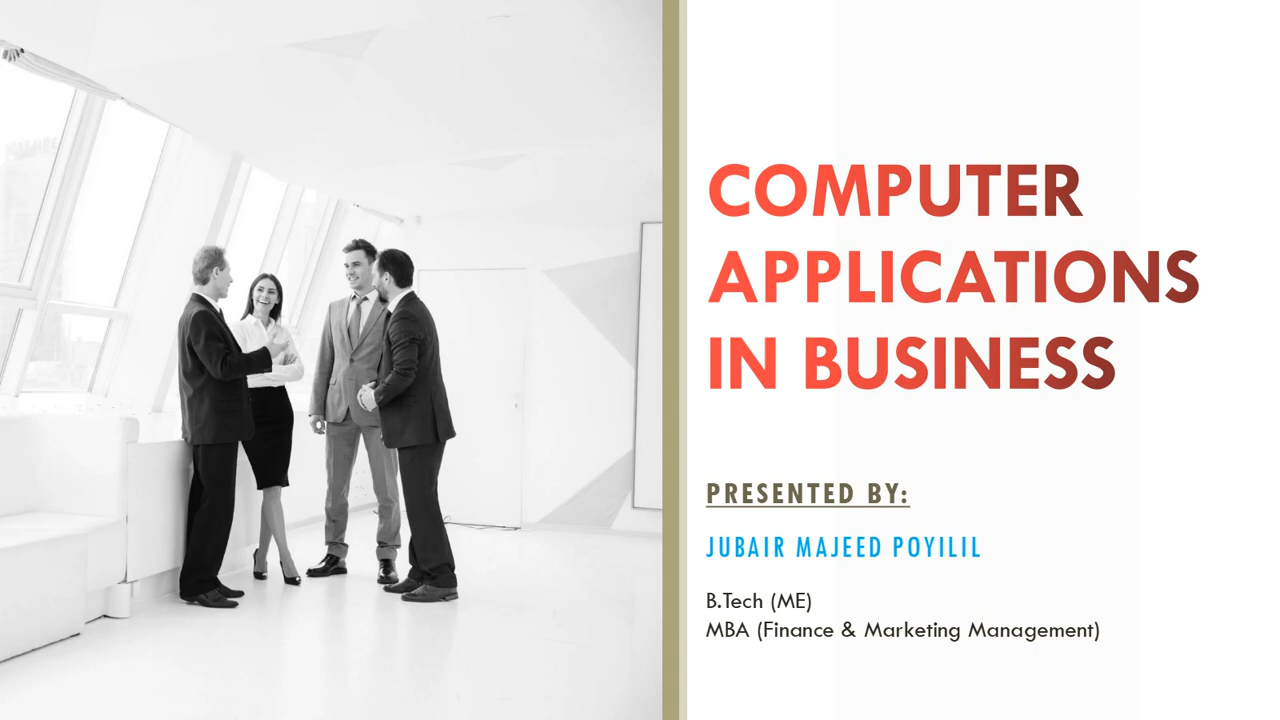 COMPUTER
APPLICATIONS
IN BUSINESS
PRESENTED BY:
JUBAIR MAJEED POYILIL
B.Tech (ME)
MBA (Finance & Marketing Management)